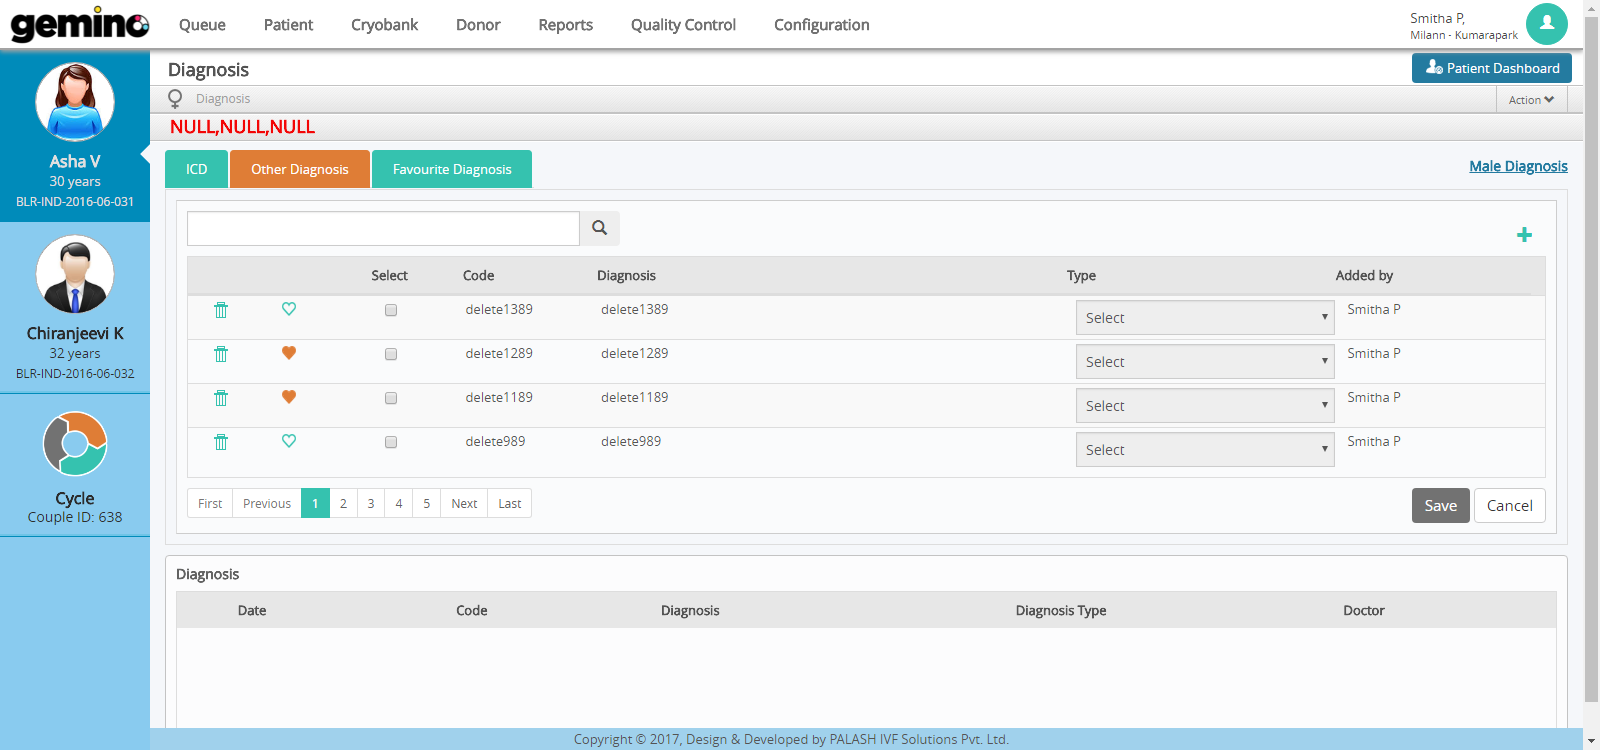 gemino Queue Patient Cryobank Donor Reports Quality Control Configuration
Smitha P,
Milann - Kumarapark
Asha V
30 years
BLR-IND-2016-06-031
Chiranjeevi K
32 years
BLR-IND-2016-06-032
Cycle
Couple ID: 638
Diagnosis
Patient Dashboard
Diagnosis
Action
NULL,NULL,NULL
ICD Other Diagnosis Favourite Diagnosis
Male Diagnosis
Select Code Diagnosis Type Added by
delete1389 delete1389 Select Smitha P
delete1289 delete1289 Select Smitha P
delete1189 delete1189 Select Smitha P
delete989 delete989 Select Smitha P
First Previous 1 2 3 4 5 Next Last
Save Cancel
Diagnosis
Date Code Diagnosis Diagnosis Type Doctor
Copyright © 2017, Design & Developed by PALASH IVF Solutions Pvt. Ltd.